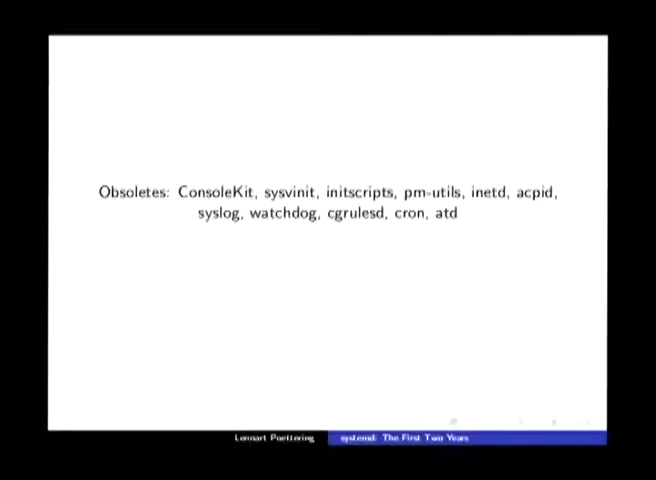 Obsoletes: ConsoleKit, sysvinit, initscripts, pm-utils, inetd, acpid,
syslog, watchdog, cgrulesd, cron, atd
Lennart Poettering
systemd: The First Two Years